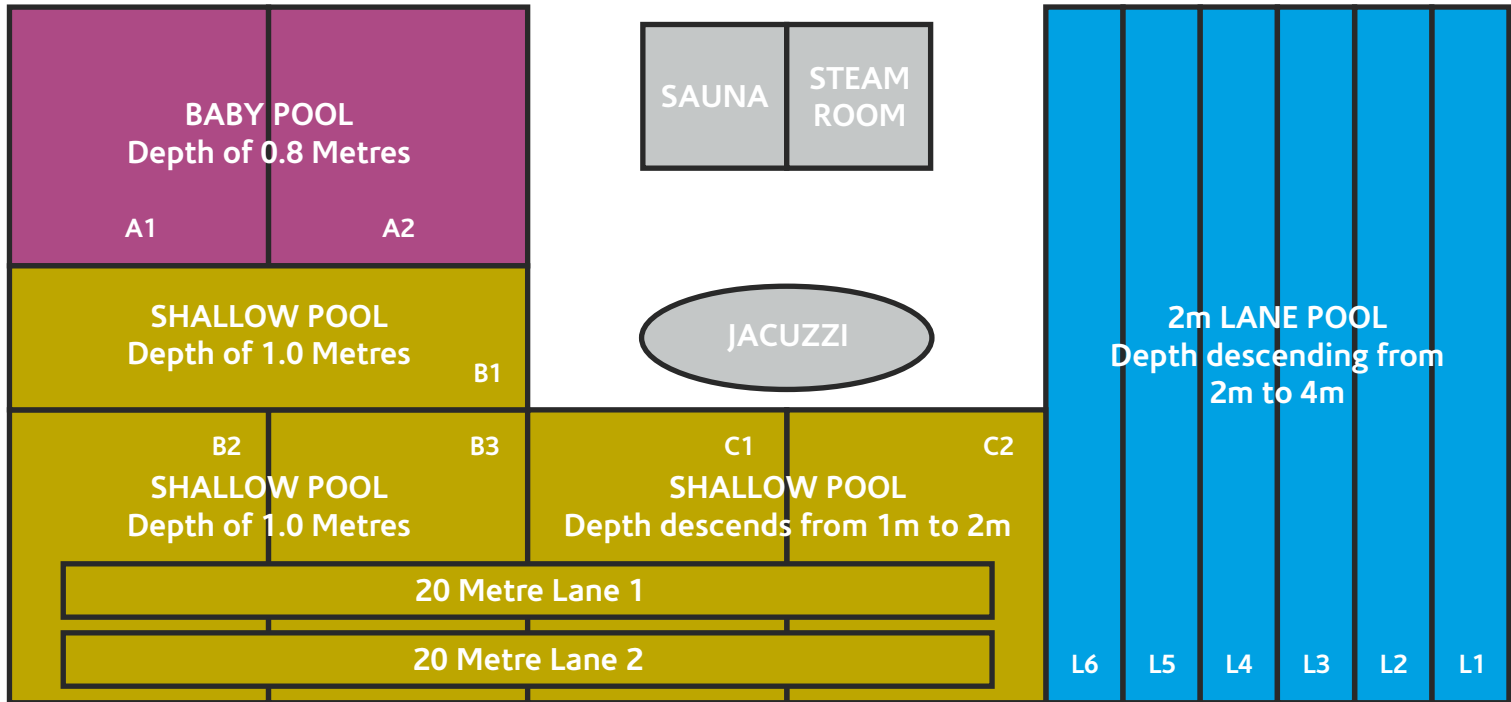 BABY POOL
Depth of 0.8 Metres
A1
A2
SAUNA
STEAM
ROOM
SHALLOW POOL
Depth of 1.0 Metres
B1
JACUZZI
2m LANE POOL
Depth descending from
2m to 4m
B2
B3
SHALLOW POOL
Depth of 1.0 Metres
C1
C2
SHALLOW POOL
Depth descends from 1m to 2m
20 Metre Lane 1
20 Metre Lane 2
L6
L5
L4
L3
L2
L1